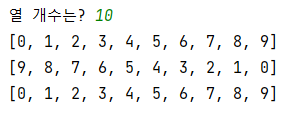 열 개수는? 10
[0, 1, 2, 3, 4, 5, 6, 7, 8, 9]
[9, 8, 7, 6, 5, 4, 3, 2, 1, 0]
[0, 1, 2, 3, 4, 5, 6, 7, 8, 9]